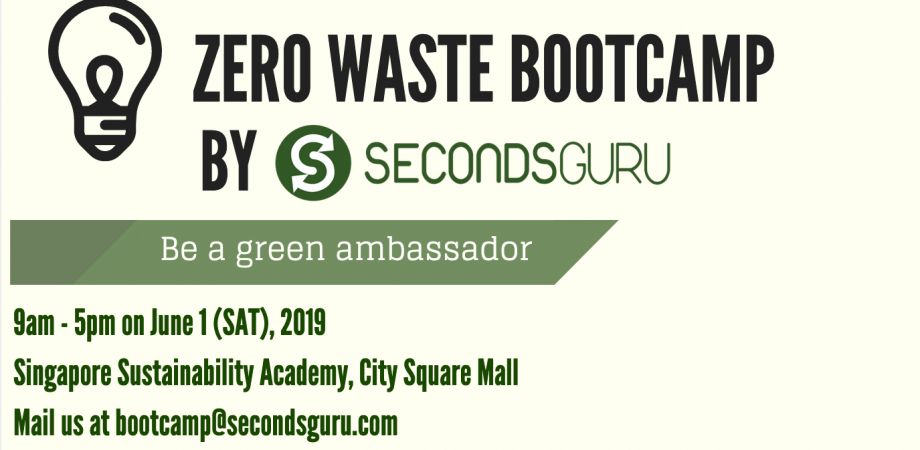 ZERO WASTE BOOTCAMP
BY SECONDSGURU
Be a green ambassador
9am - 5pm on June 1 (SAT), 2019
Singapore Sustainability Academy, City Square Mall
Mail us at bootcamp@secondsguru.com